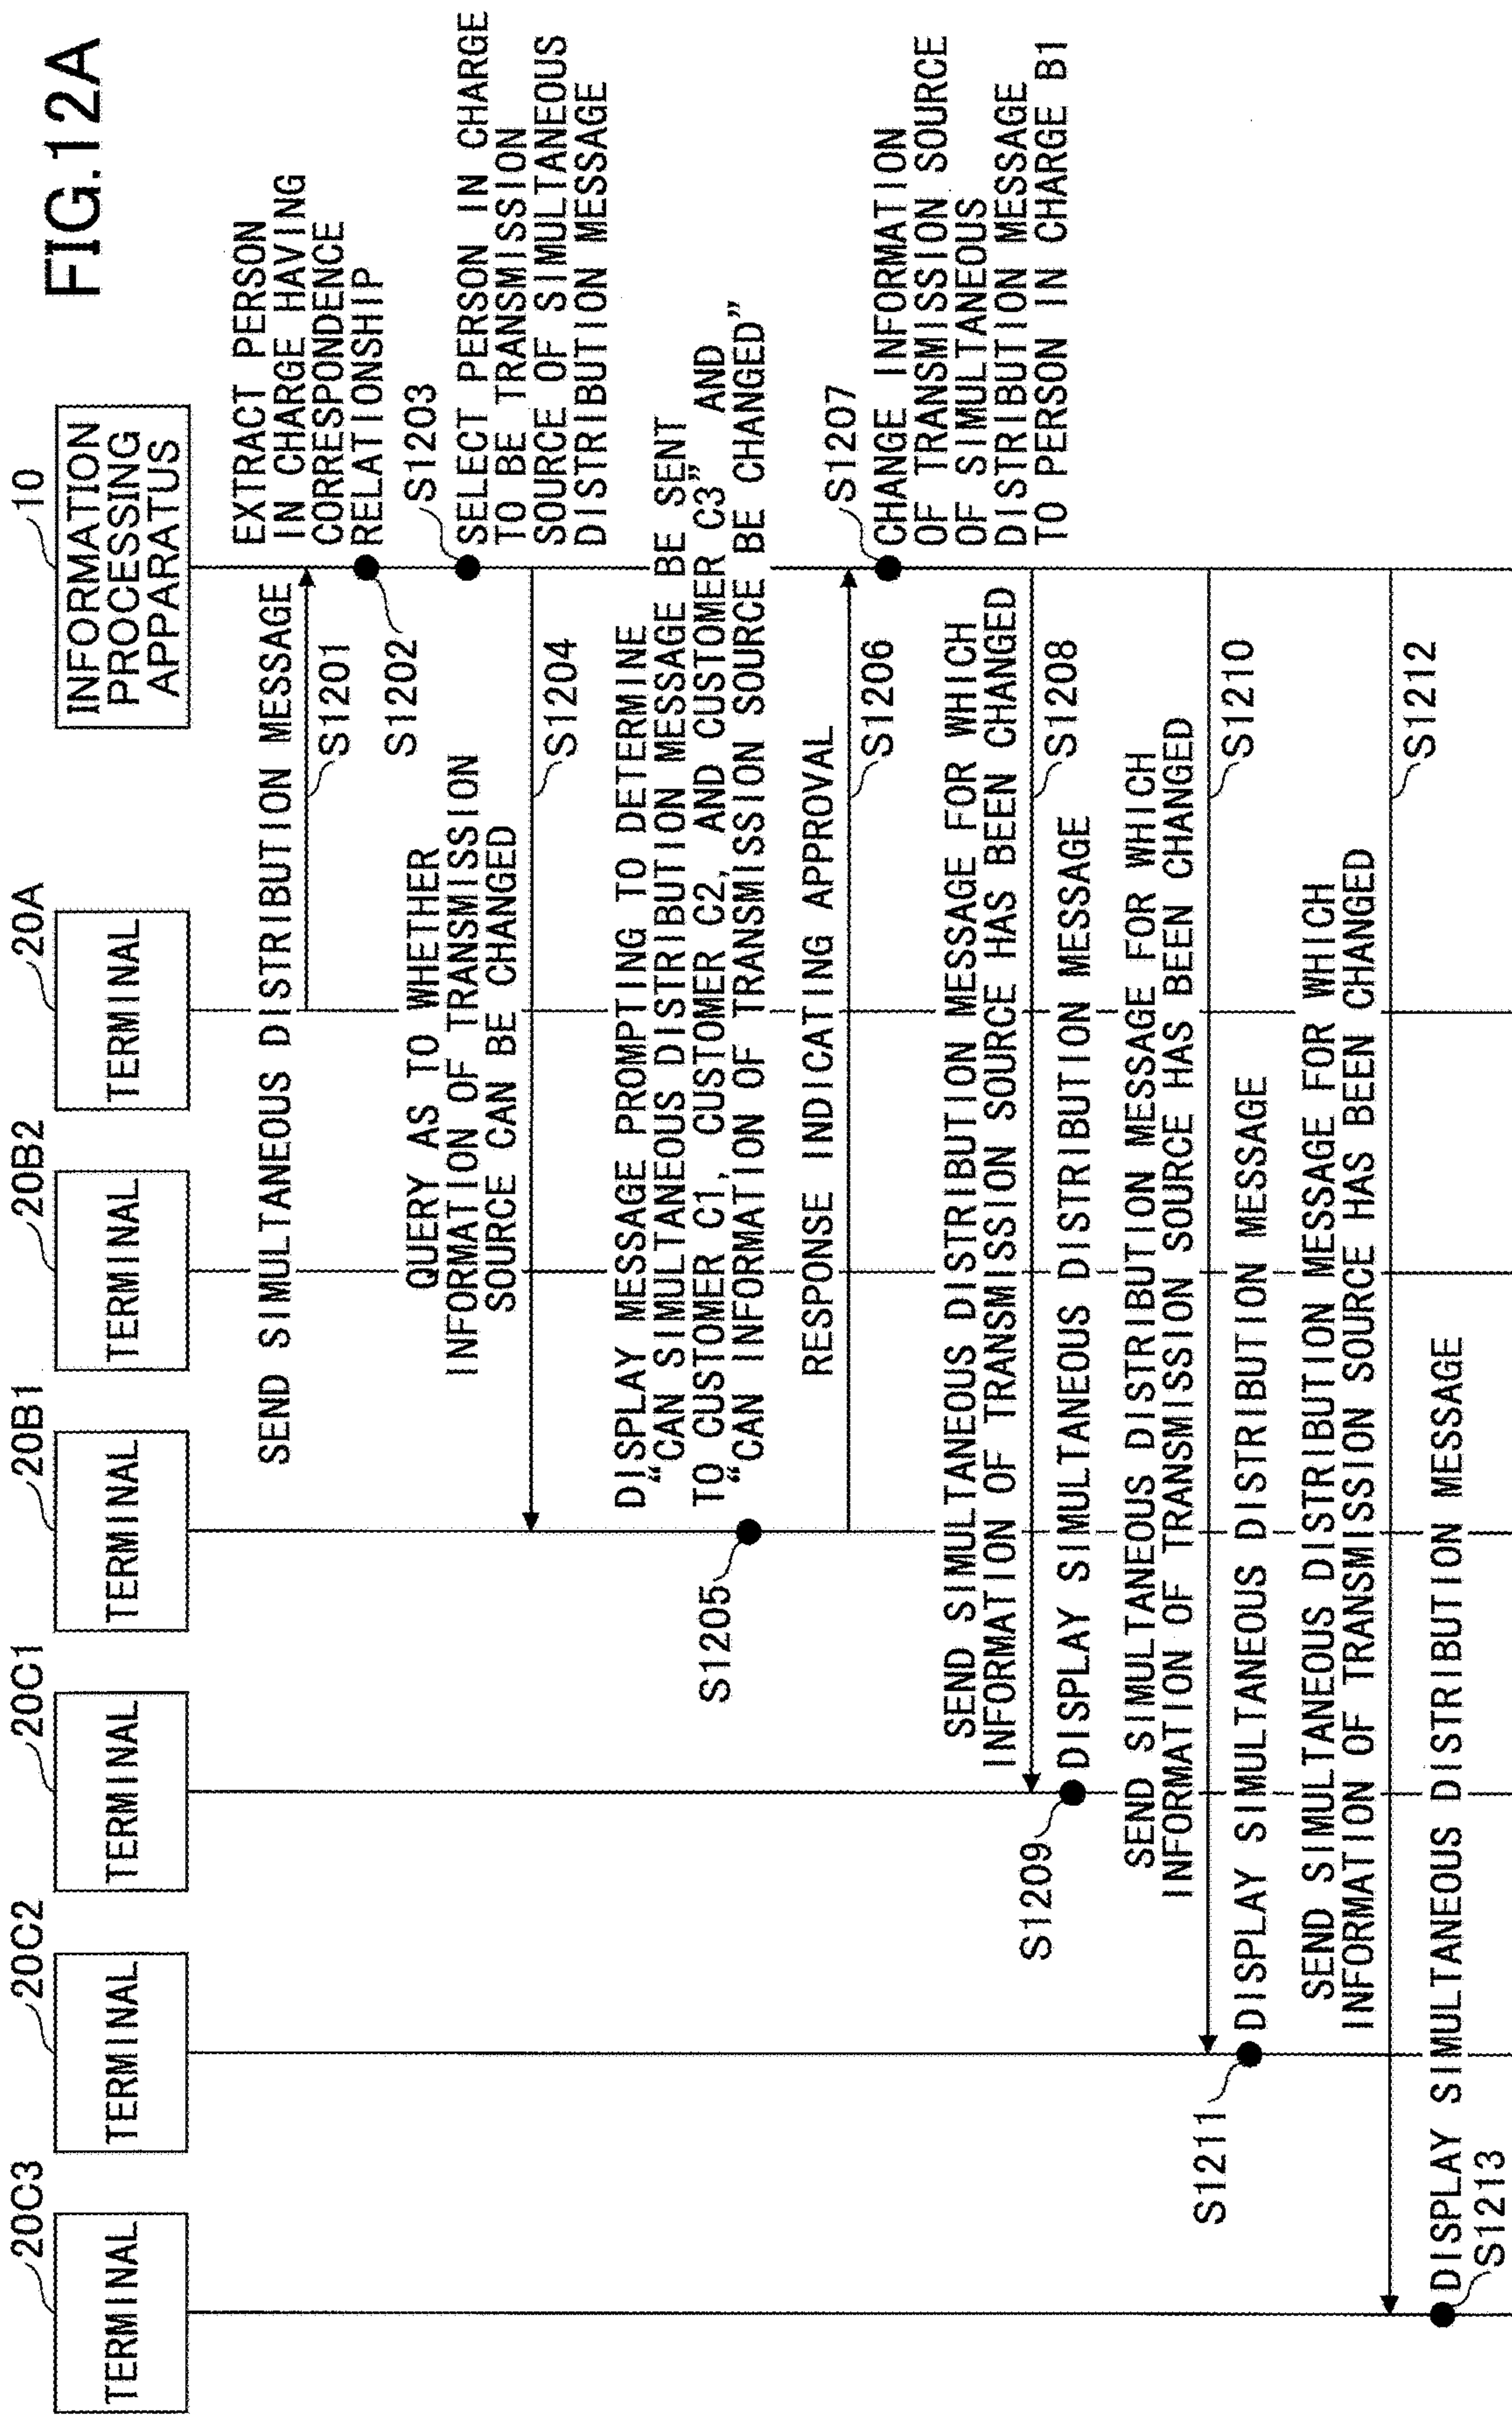 FIG.12A
20C3
20C2
20C1
20B1
20B2
20A
10
TERMINAL
TERMINAL
TERMINAL
TERMINAL
TERMINAL
TERMINAL
INFORMATION
PROCESSING
APPARATUS
SEND SIMULTANEOUS DISTRIBUTION MESSAGE
S1201
EXTRACT PERSON
IN CHARGE HAVING
CORRESPONDENCE
RELATIONSHIP
S1202
S1203
SELECT PERSON IN CHARGE
TO BE TRANSMISSION
SOURCE OF SIMULTANEOUS
DISTRIBUTION MESSAGE
QUERY AS TO WHETHER
INFORMATION OF TRANSMISSION
SOURCE CAN BE CHANGED
S1204
DISPLAY MESSAGE PROMPTING TO DETERMINE
“CAN SIMULTANEOUS DISTRIBUTION MESSAGE BE SENT
TO CUSTOMER C1, CUSTOMER C2, AND CUSTOMER C3” AND
“CAN INFORMATION OF TRANSMISSION SOURCE BE CHANGED”
S1205
RESPONSE INDICATING APPROVAL
S1206
S1207
CHANGE INFORMATION
OF TRANSMISSION SOURCE
OF SIMULTANEOUS
DISTRIBUTION MESSAGE
TO PERSON IN CHARGE B1
SEND SIMULTANEOUS DISTRIBUTION MESSAGE FOR WHICH
INFORMATION OF TRANSMISSION SOURCE HAS BEEN CHANGED
S1208
S1209
DISPLAY SIMULTANEOUS DISTRIBUTION MESSAGE
SEND SIMULTANEOUS DISTRIBUTION MESSAGE FOR WHICH
INFORMATION OF TRANSMISSION SOURCE HAS BEEN CHANGED
S1210
S1211
DISPLAY SIMULTANEOUS DISTRIBUTION MESSAGE
SEND SIMULTANEOUS DISTRIBUTION MESSAGE FOR WHICH
INFORMATION OF TRANSMISSION SOURCE HAS BEEN CHANGED
S1212
DISPLAY SIMULTANEOUS DISTRIBUTION MESSAGE
S1213